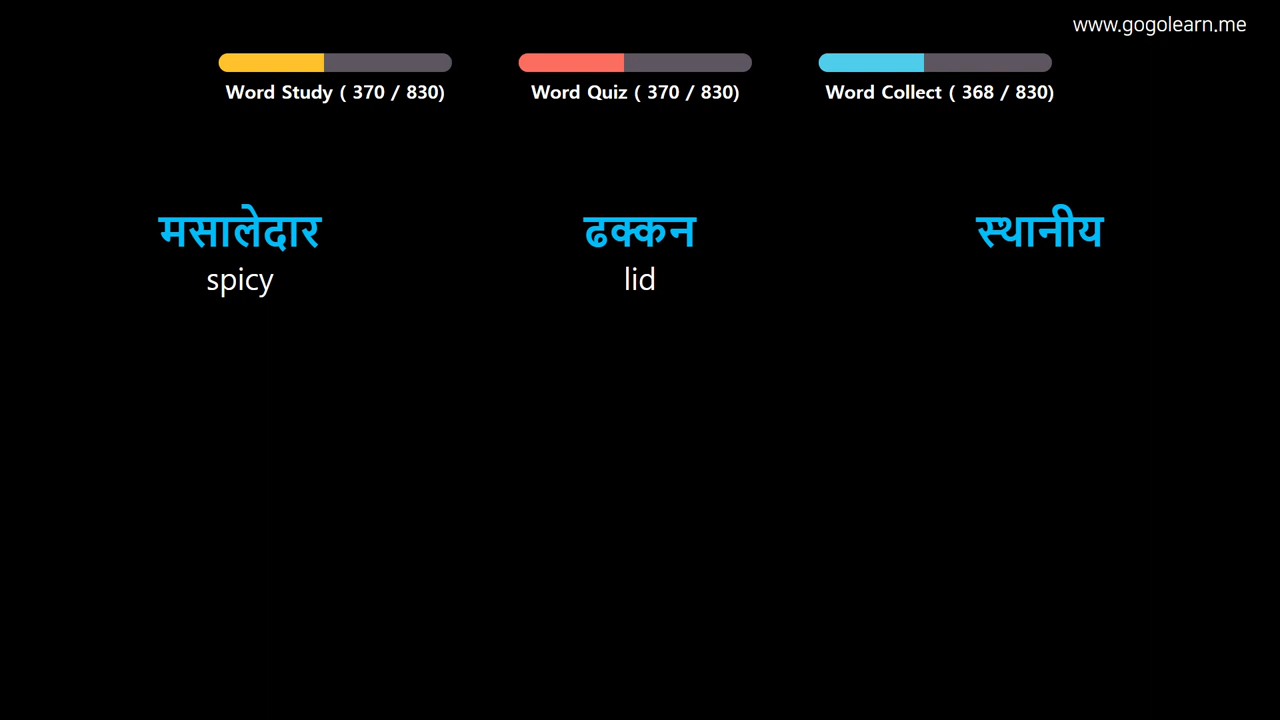 www.gogolearn.me
Word Study ( 370 / 830)
Word Quiz ( 370 / 830)
Word Collect ( 368 / 830)
मसालेदार
spicy
ढक्कन
lid
स्थानीय